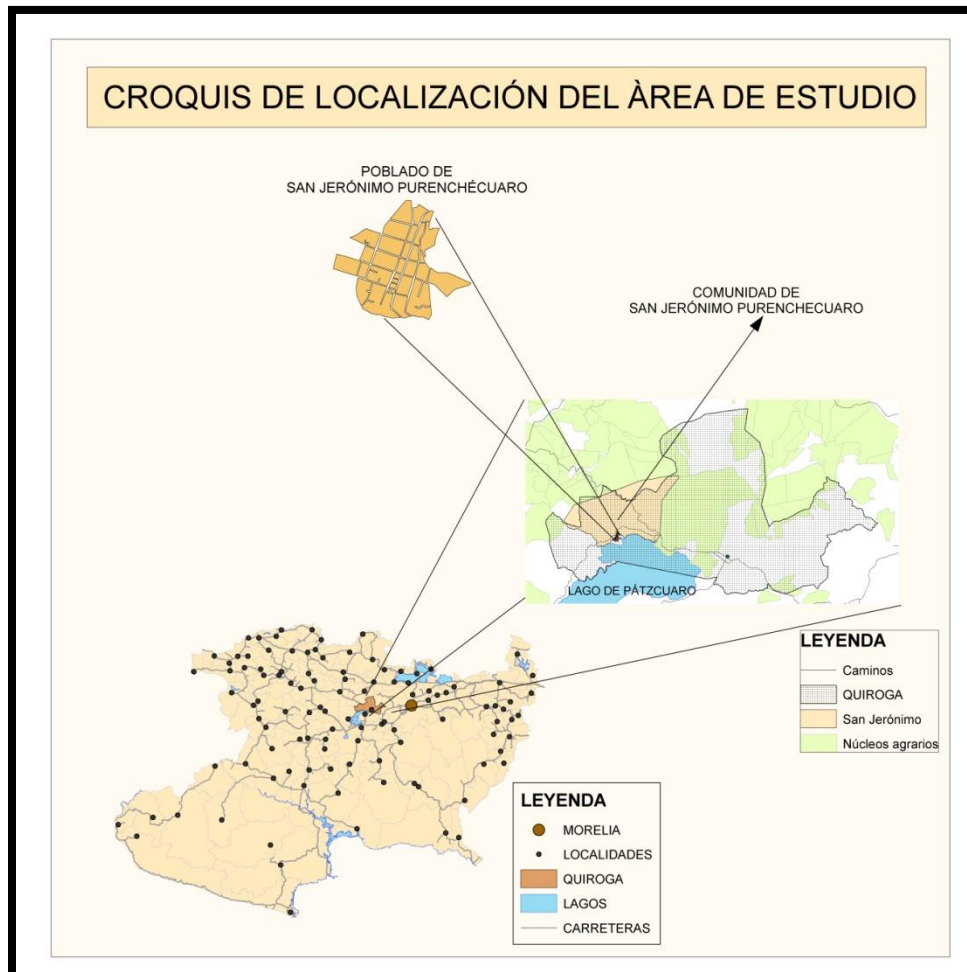 CROQUIS DE LOCALIZACIÓN DEL ÀREA DE ESTUDIO
POBLADO DE
SAN JERÓNIMO PURENCHÉCUARO
COMUNIDAD DE
SAN JERÓNIMO PURENCHECUARO
LAGO DE PÁTZCUARO
LEYENDA
Caminos
QUIROGA
San Jerónimo
Núcleos agrarios
LEYENDA
MORELIA
LOCALIDADES
QUIROGA
LAGOS
CARRETERAS